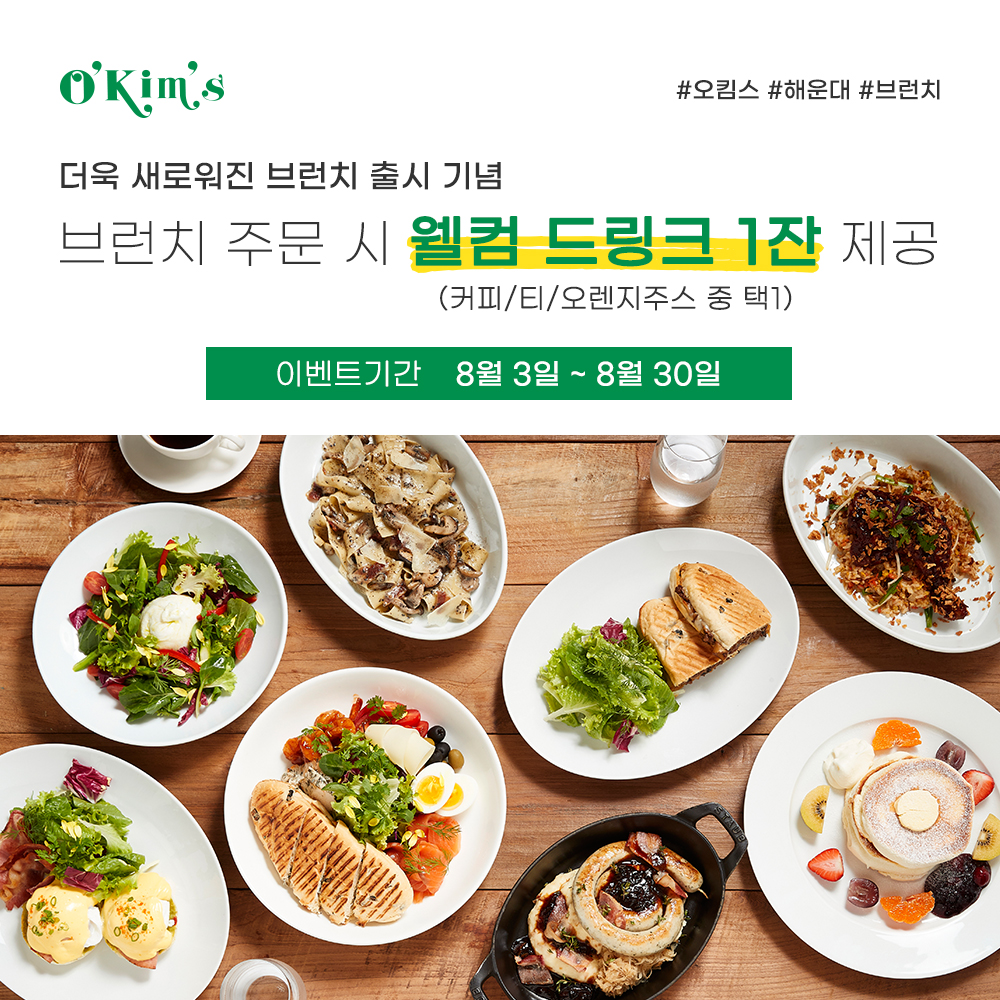 O'Kim's
#오킴스 #해운대 #브런치
더욱 새로워진 브런치 출시 기념
브런치 주문 시 웰컴 드링크 1잔 제공
(커피/티/오렌지주스 중 택1)
이벤트기간 8월 3일 ~ 8월 30일